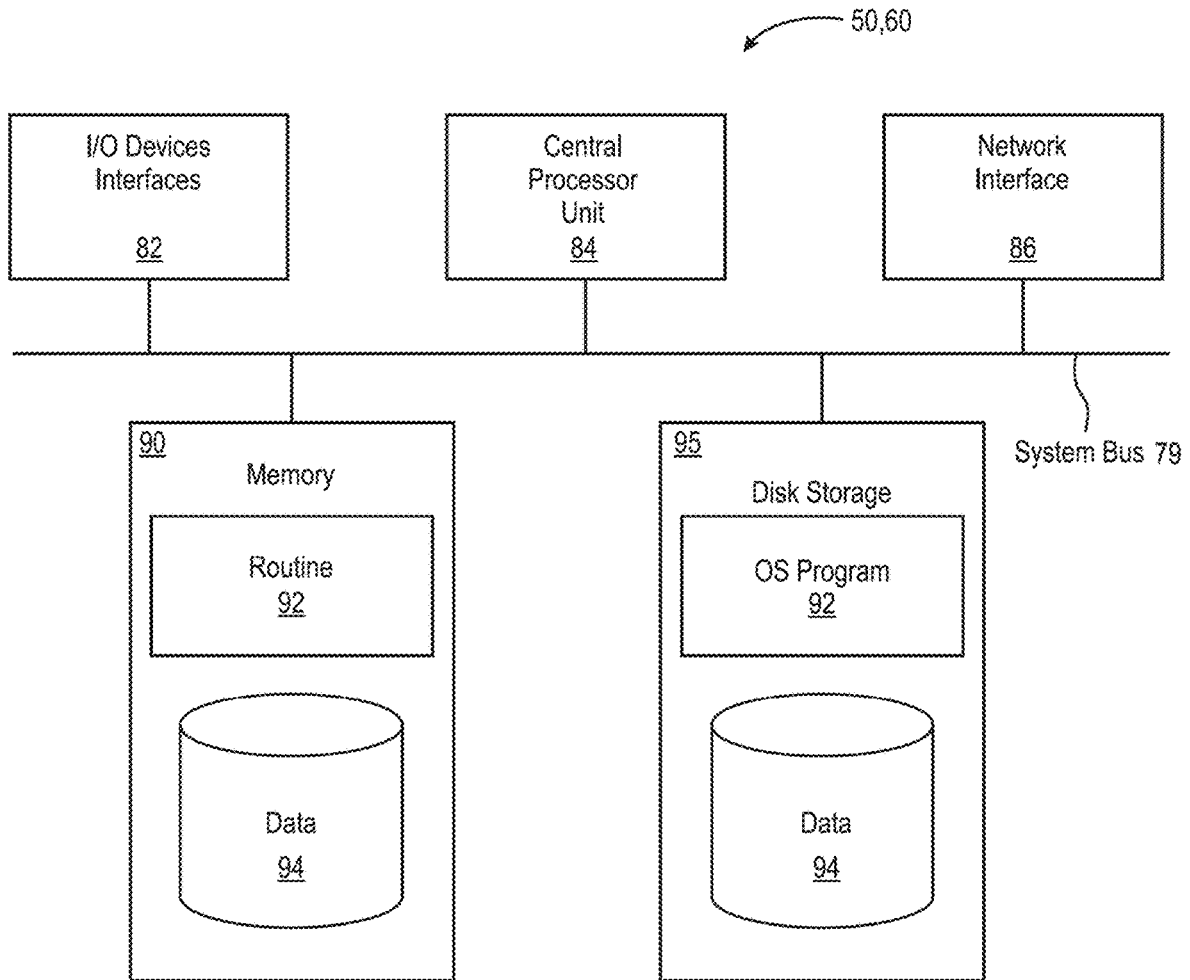 50,60
I/O Devices
Interfaces
82
Central
Processor
Unit
84
Network
Interface
86
System Bus 79
90
Memory
Routine
92
Data
94
95
Disk Storage
OS Program
92
Data
94